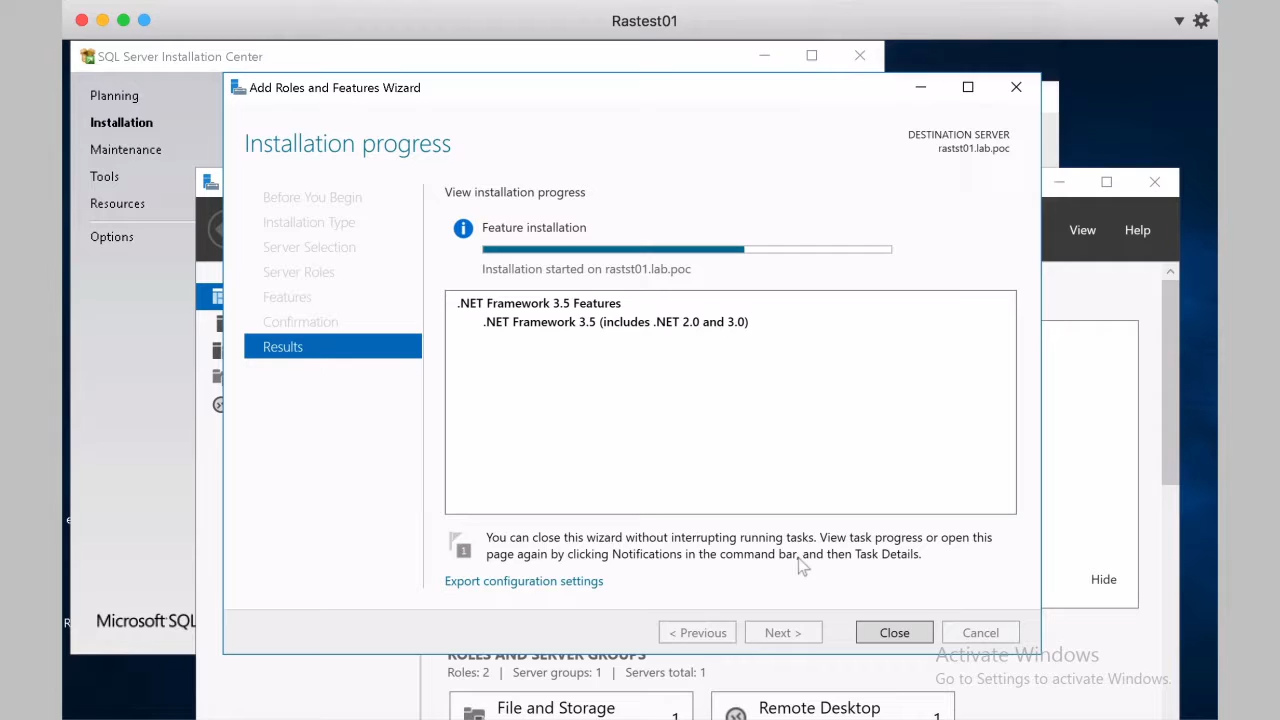 Rastest01
SQL Server Installation Center
Planning
Installation
Maintenance
Tools
Resources
Options
Microsoft SQL
Add Roles and Features Wizard
Installation progress
DESTINATION SERVER
rastst01.lab.poc
Before You Begin
Installation Type
Server Selection
Server Roles
Features
Confirmation
Results
View installation progress
Feature installation
Installation started on rastst01.lab.poc
.NET Framework 3.5 Features
.NET Framework 3.5 (includes .NET 2.0 and 3.0)
1
You can close this wizard without interrupting running tasks. View task progress or open this
page again by clicking Notifications in the command bar, and then Task Details.
Export configuration settings
< Previous
Next >
Close
Cancel
View
Help
Hide
ROLES AND SERVER GROUPS
Roles: 2 | Server groups: 1 | Servers total: 1
File and Storage
1
Remote Desktop
1
Activate Windows
Go to Settings to activate Windows.